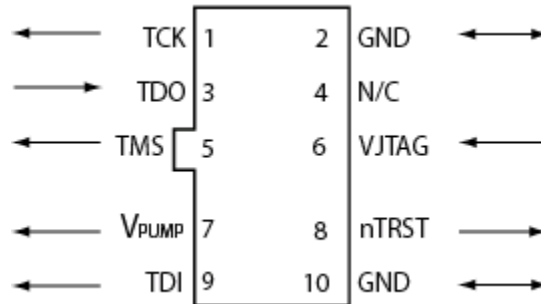 TCK 1 2 GND
TDO 3 4 N/C
TMS 5 6 VJTAG
VPUMP 7 8 nTRST
TDI 9 10 GND